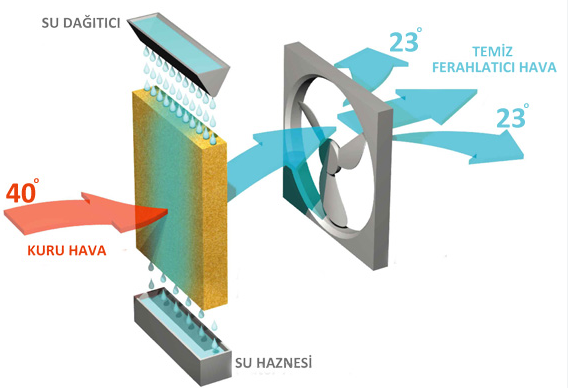 SU DAĞITICI
23°
TEMİZ
FERAHLATICI HAVA
23°
40°
KURU HAVA
SU HAZNESİ